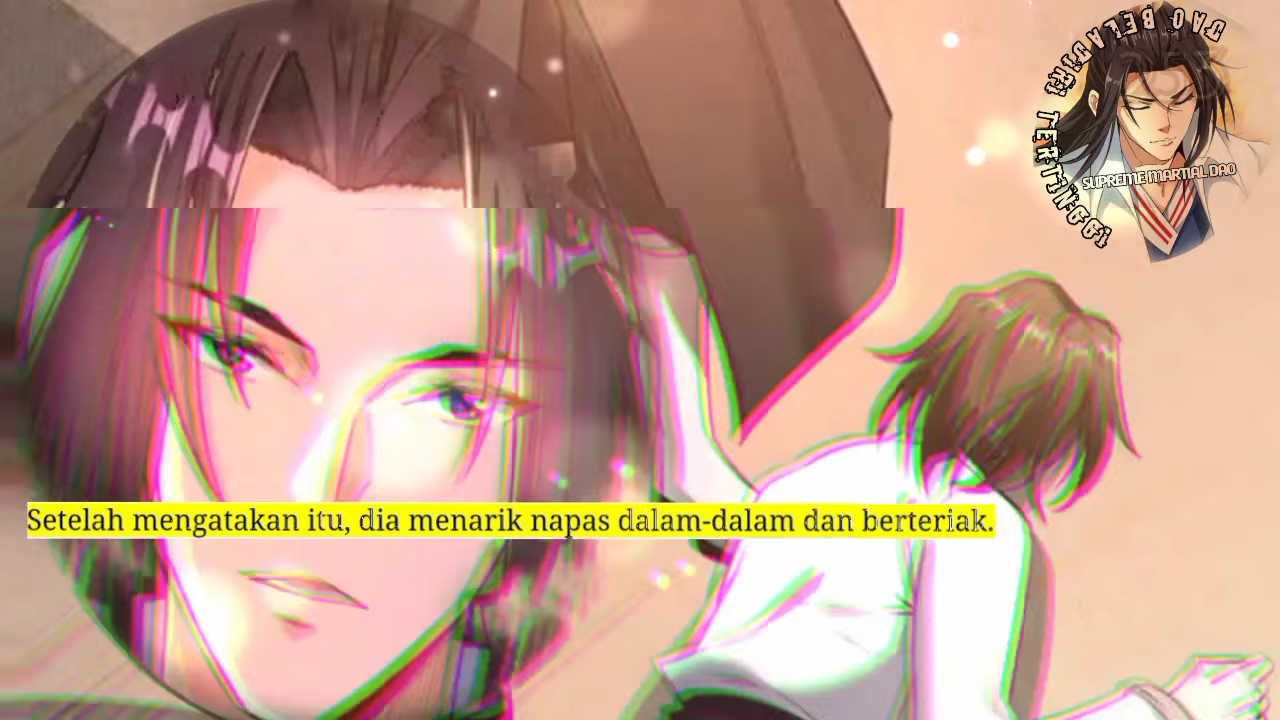 DAO BELADIRI TERTINGGI
SUPREME MARTIAL DAO
Setelah mengatakan itu, dia menarik napas dalam-dalam dan berteriak.